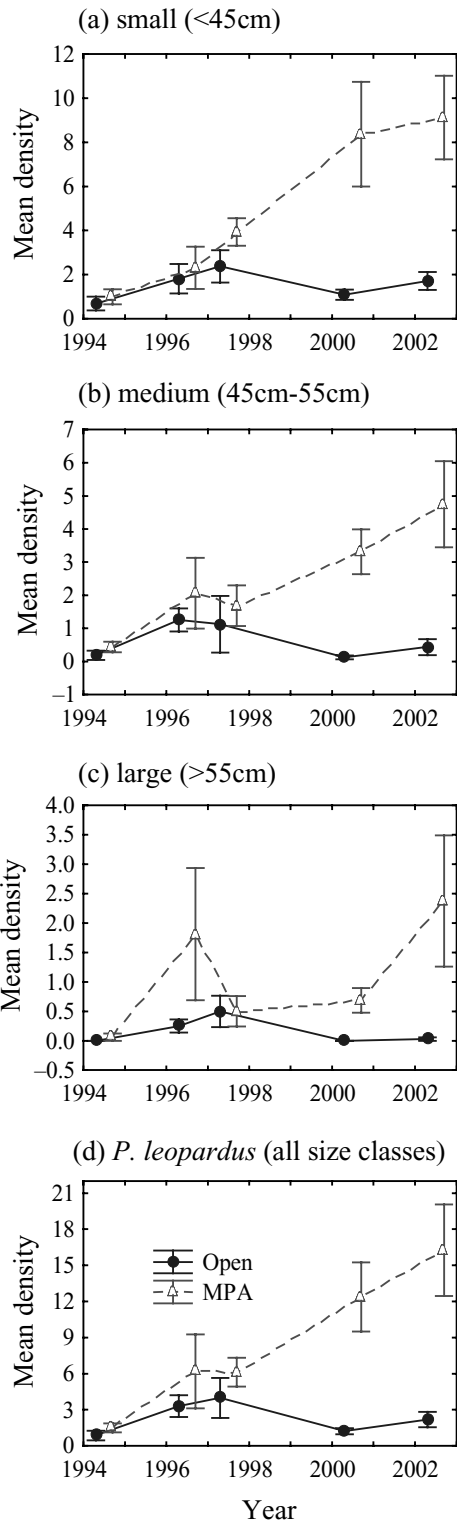 (a) small (<45cm)
12
10
8
6
4
2
0
Mean density
1994 1996 1998 2000 2002
(b) medium (45cm-55cm)
7
6
5
4
3
2
1
0
–1
Mean density
1994 1996 1998 2000 2002
(c) large (>55cm)
4.0
3.5
3.0
2.5
2.0
1.5
1.0
0.5
0.0
–0.5
Mean density
1994 1996 1998 2000 2002
(d) P. leopardus (all size classes)
21
18
15
12
9
6
3
0
Mean density
Open
MPA
1994 1996 1998 2000 2002
Year